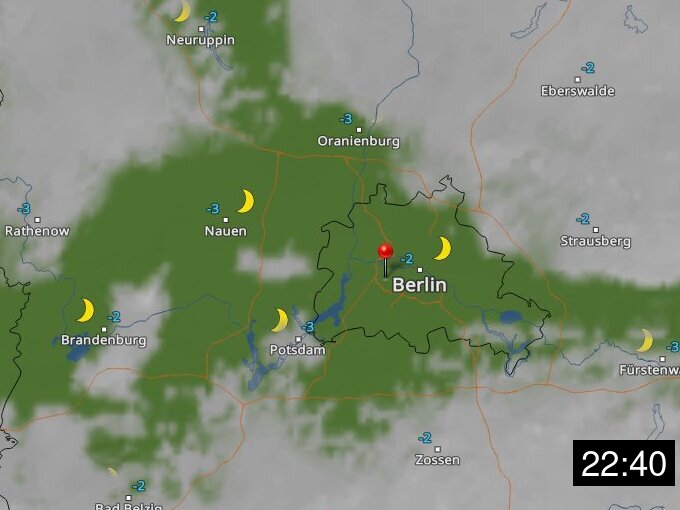 -2
Neuruppin
-2
Eberswalde
-3
Oranienburg
-3
Nauen
-3
Rathenow
-2
Strausberg
-2
Berlin
-2
Brandenburg
-3
Potsdam
-3
Fürstenwa
-2
Zossen
-2
Bad Belzig
22:40